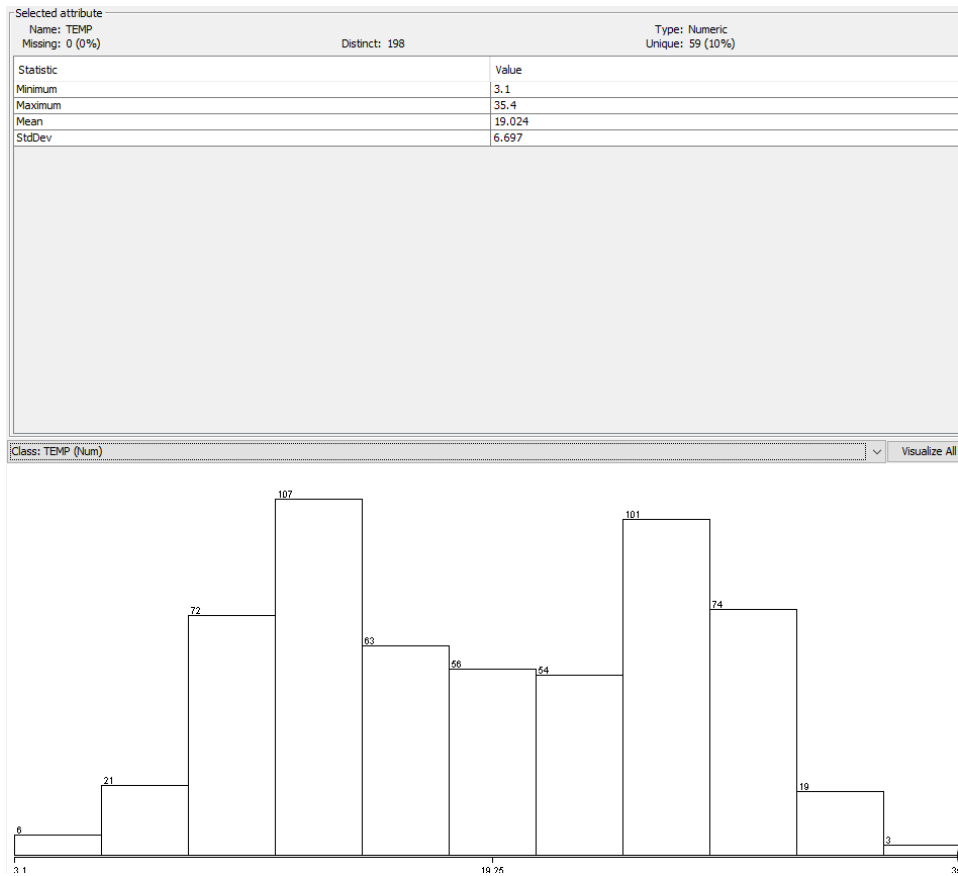 Selected attribute
Name: TEMP Type: Numeric
Missing: 0 (0%) Distinct: 198 Unique: 59 (10%)
Statistic Value
Minimum 3.1
Maximum 35.4
Mean 19.024
StdDev 6.697
Class: TEMP (Num) Visualize All
107
101
72
74
63
56
54
21
19
6
3
3.1 19.25